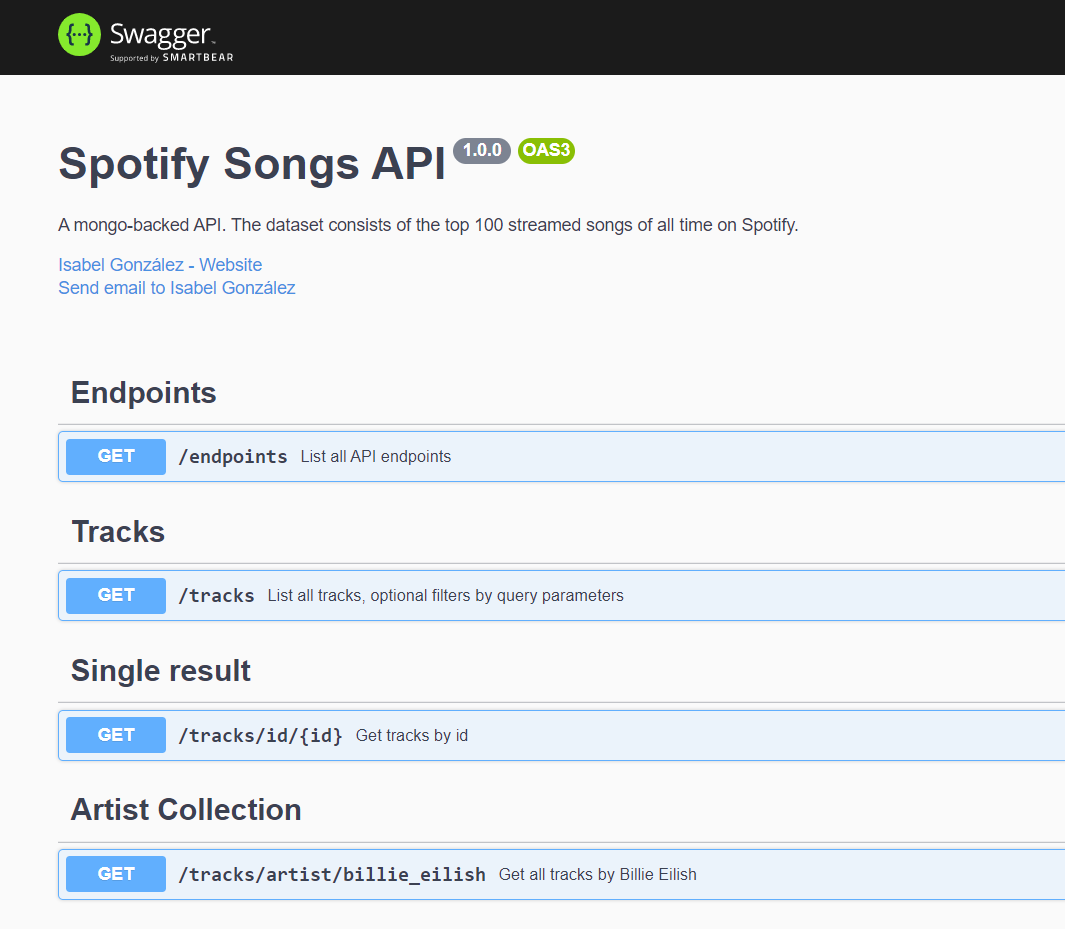 {···} Swagger™
Supported by SMARTBEAR
Spotify Songs API 1.0.0 OAS3
A mongo-backed API. The dataset consists of the top 100 streamed songs of all time on Spotify.
Isabel González - Website
Send email to Isabel González
Endpoints
GET /endpoints List all API endpoints
Tracks
GET /tracks List all tracks, optional filters by query parameters
Single result
GET /tracks/id/{id} Get tracks by id
Artist Collection
GET /tracks/artist/billie_eilish Get all tracks by Billie Eilish